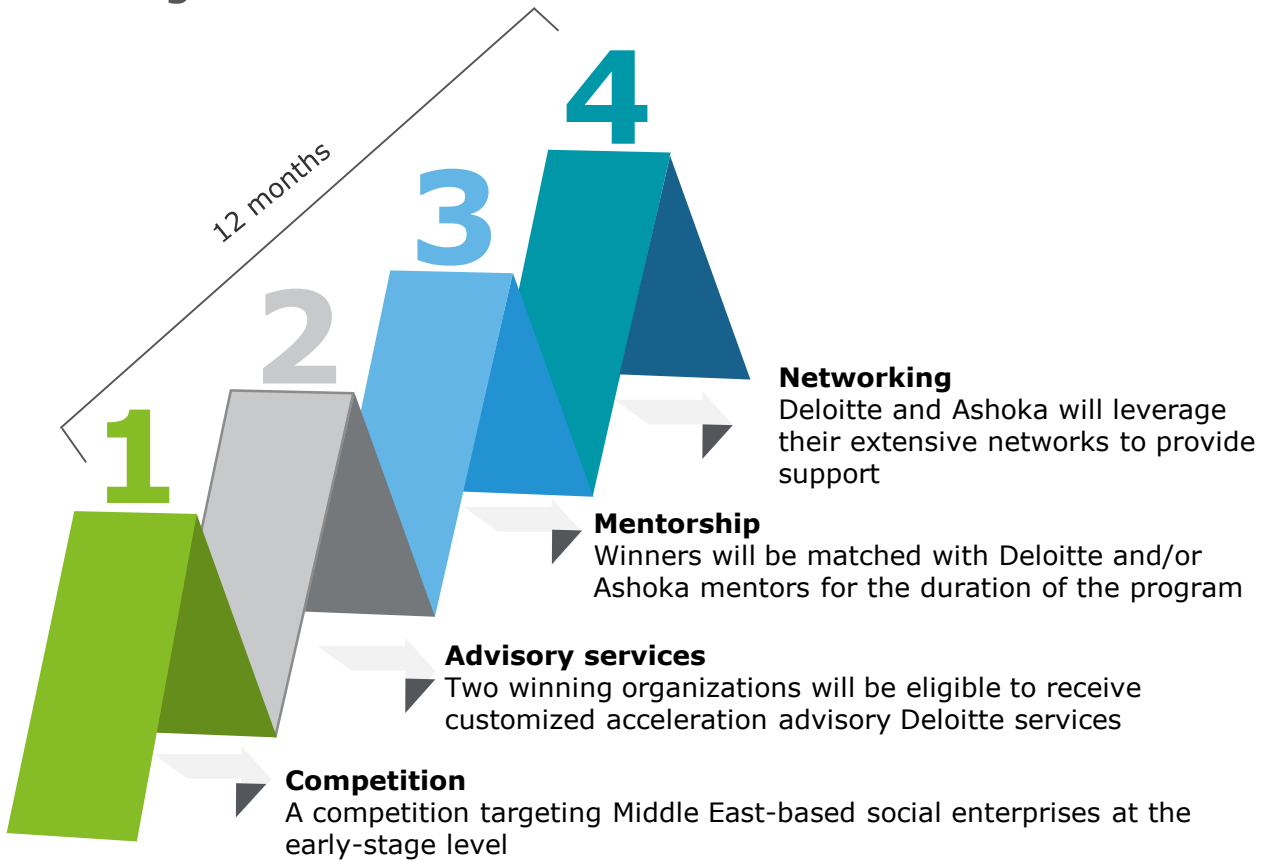 12 months
4
3
2
1
Networking
Deloitte and Ashoka will leverage
their extensive networks to provide
support
Mentorship
Winners will be matched with Deloitte and/or
Ashoka mentors for the duration of the program
Advisory services
Two winning organizations will be eligible to receive
customized acceleration advisory Deloitte services
Competition
A competition targeting Middle East-based social enterprises at the
early-stage level